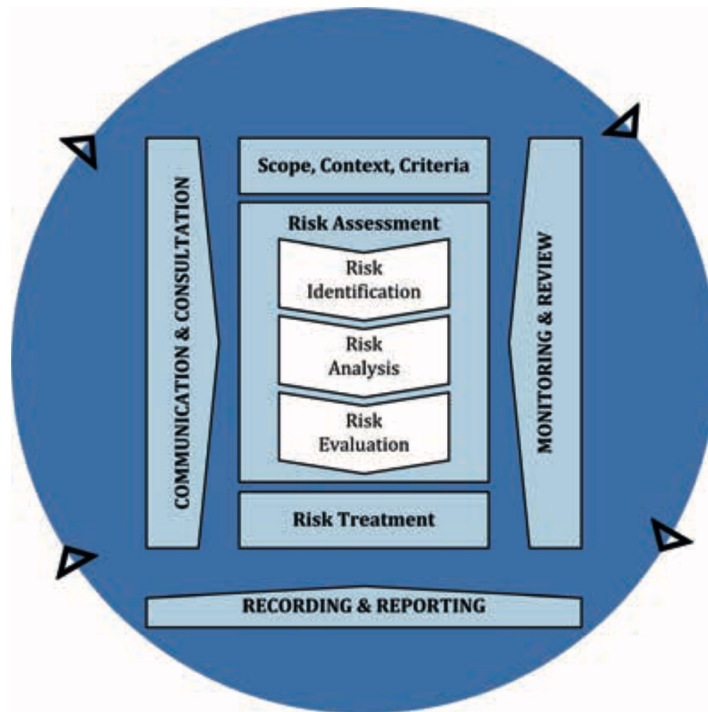 Scope, Context, Criteria
COMMUNICATION & CONSULTATION
Risk Assessment
Risk
Identification
Risk
Analysis
Risk
Evaluation
MONITORING & REVIEW
Risk Treatment
RECORDING & REPORTING